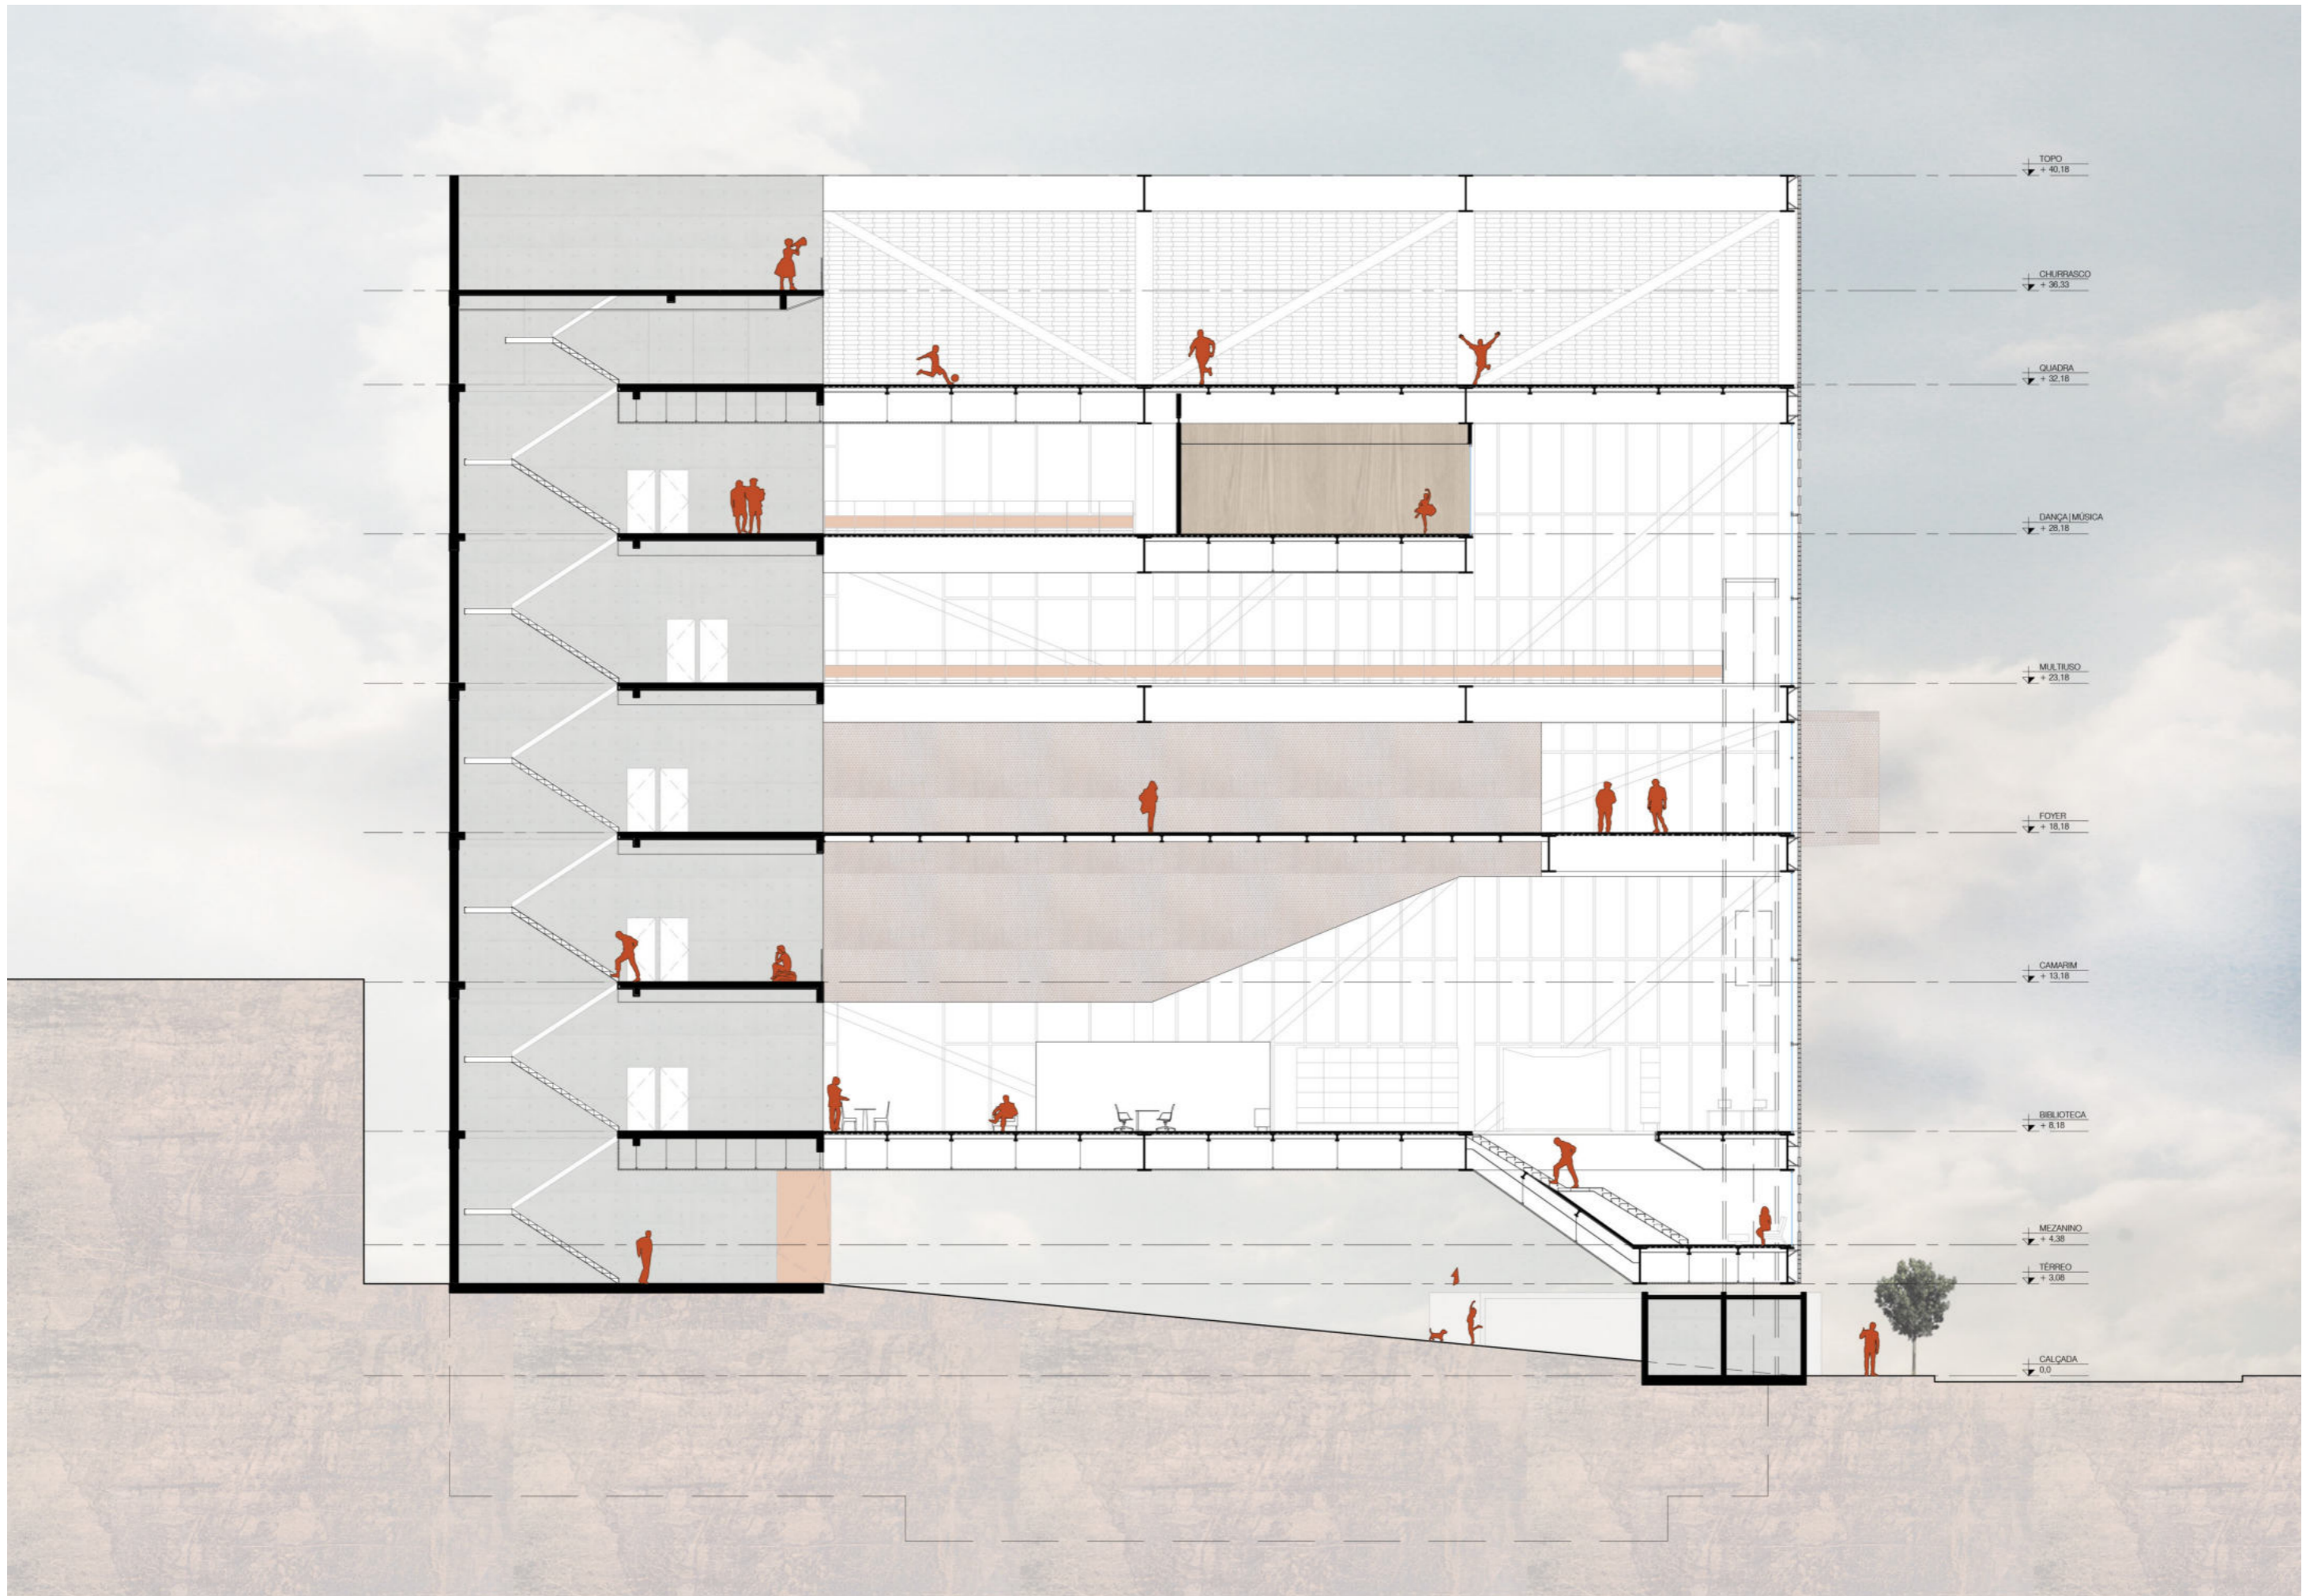 TOPO
+ 40,18
CHURRASCO
+ 36,33
QUADRA
+ 32,18
DANÇA | MÚSICA
+ 28,18
MULTIUSO
+ 23,18
FOYER
+ 18,18
CAMARIM
+ 13,18
BIBLIOTECA
+ 8,18
MEZANINO
+ 4,38
TÉRREO
+ 3,08
CALÇADA
0,0